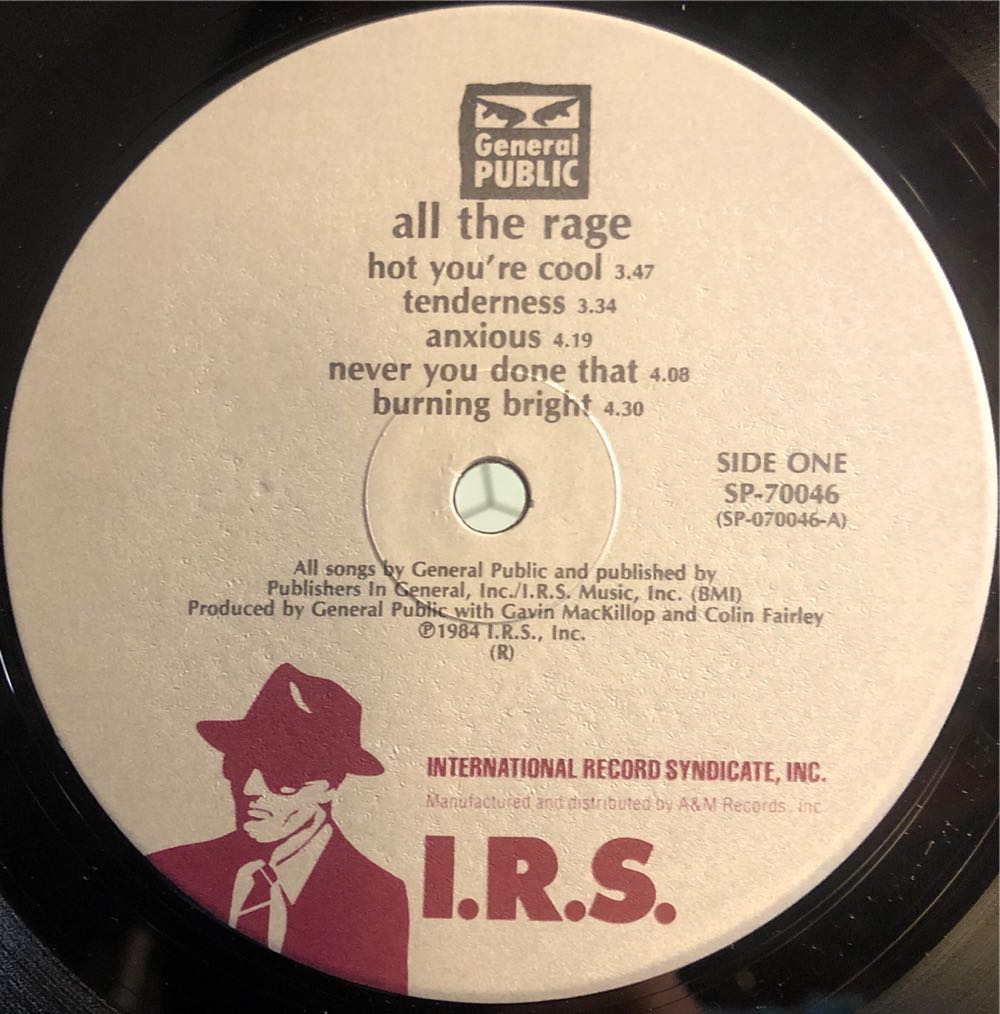 General
PUBLIC
all the rage
hot you're cool 3.47
tenderness 3.34
anxious 4.19
never you done that 4.08
burning bright 4.30
SIDE ONE
SP-70046
(SP-070046-A)
All songs by General Public and published by
Publishers In General, Inc./I.R.S. Music, Inc. (BMI)
Produced by General Public with Gavin MacKillop and Colin Fairley
℗1984 I.R.S., Inc.
(R)
INTERNATIONAL RECORD SYNDICATE, INC.
Manufactured and distributed by A&M Records, Inc
I.R.S.